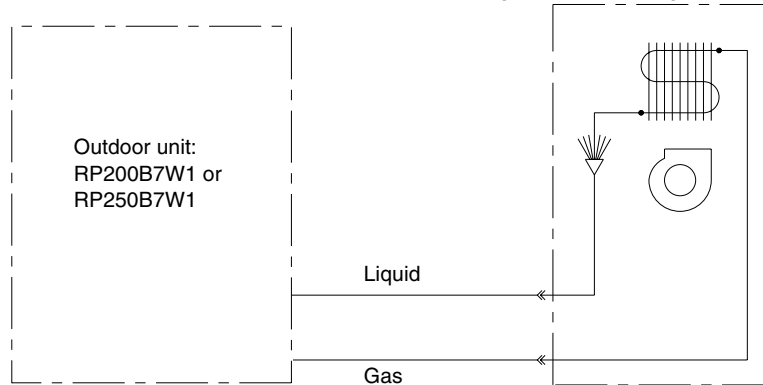 Outdoor unit:
RP200B7W1 or
RP250B7W1
Liquid
Gas